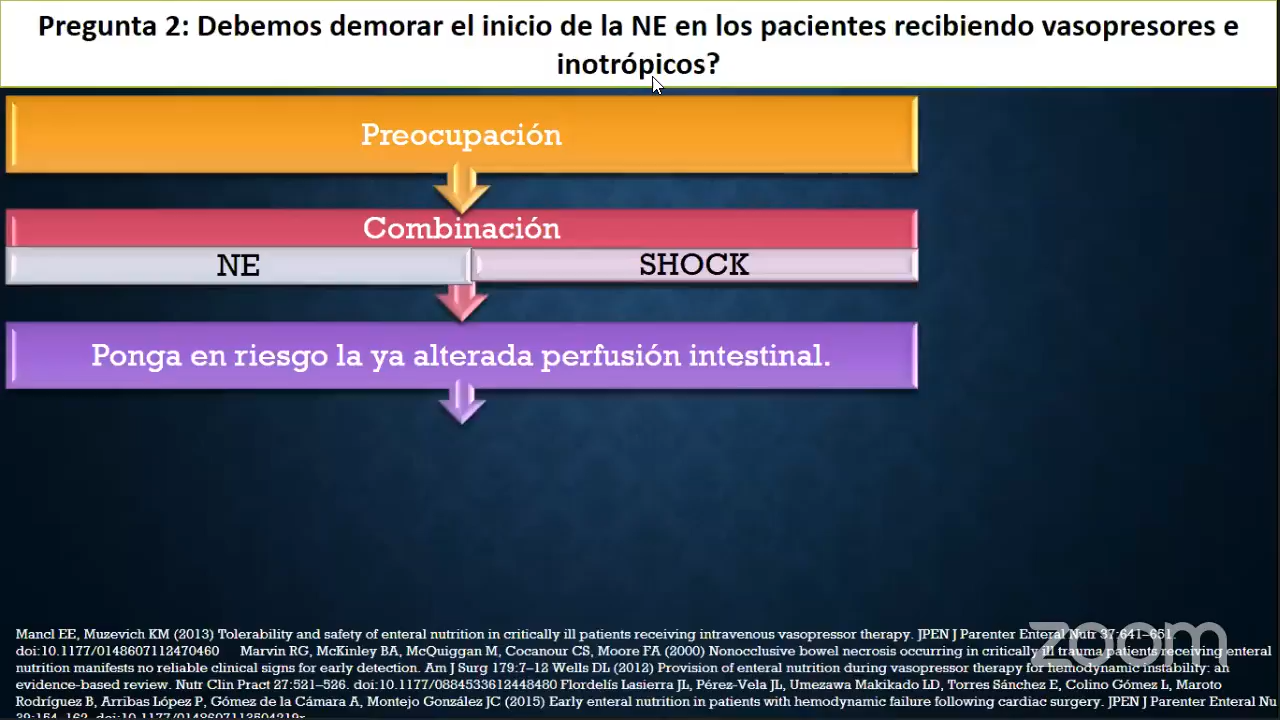 Pregunta 2: Debemos demorar el inicio de la NE en los pacientes recibiendo vasopresores e
inotrópicos?
Preocupación
Combinación
NE
SHOCK
Ponga en riesgo la ya alterada perfusión intestinal.
Mancl EE, Muzevich KM (2013) Tolerability and safety of enteral nutrition in critically ill patients receiving intravenous vasopressor therapy. JPEN J Parenter Enteral Nutr 37:641–651.
doi:10.1177/0148607112470460 Marvin RG, McKinley BA, McQuiggan M, Cocanour CS, Moore FA (2000) Nonocclusive bowel necrosis occurring in critically ill trauma patients receiving enteral
nutrition manifests no reliable clinical signs for early detection. Am J Surg 179:7–12 Wells DL (2012) Provision of enteral nutrition during vasopressor therapy for hemodynamic instability: an
evidence-based review. Nutr Clin Pract 27:521–526. doi:10.1177/0884533612448480 Flordelís Lasierra JL, Pérez-Vela JL, Umezawa Makikado LD, Torres Sánchez E, Colino Gómez L, Maroto
Rodríguez B, Arribas López P, Gómez de la Cámara A, Montejo González JC (2015) Early enteral nutrition in patients with hemodynamic failure following cardiac surgery. JPEN J Parenter Enteral Nu
39:154–162. doi:10.1177/0148607113504219r
zoom